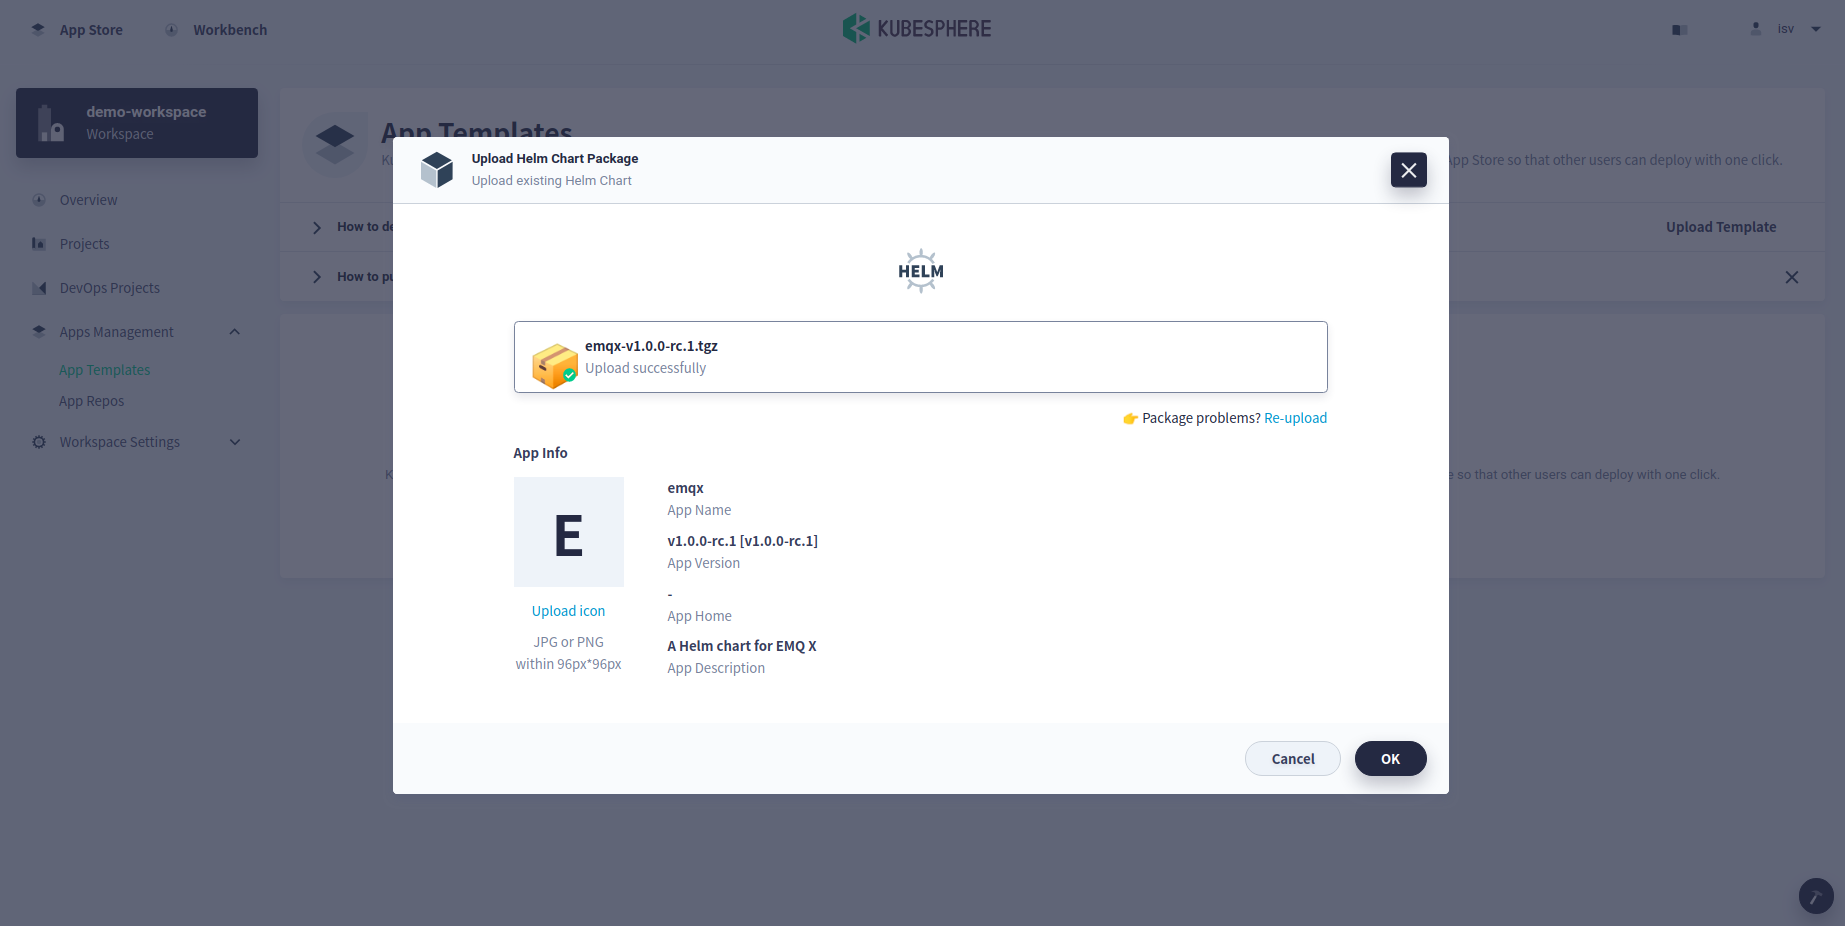 App Store
Workbench
KUBESPHERE
isv
demo-workspace
Workspace
Overview
Projects
DevOps Projects
Apps Management
App Templates
App Repos
Workspace Settings
App Templates
App Store so that other users can deploy with one click.
How to
Upload Template
How to
so that other users can deploy with one click.
Upload Helm Chart Package
Upload existing Helm Chart
HELM
emqx-v1.0.0-rc.1.tgz
Upload successfully
👉 Package problems? Re-upload
App Info
E
Upload icon
JPG or PNG
within 96px*96px
emqx
App Name
v1.0.0-rc.1 [v1.0.0-rc.1]
App Version
-
App Home
A Helm chart for EMQ X
App Description
Cancel
OK